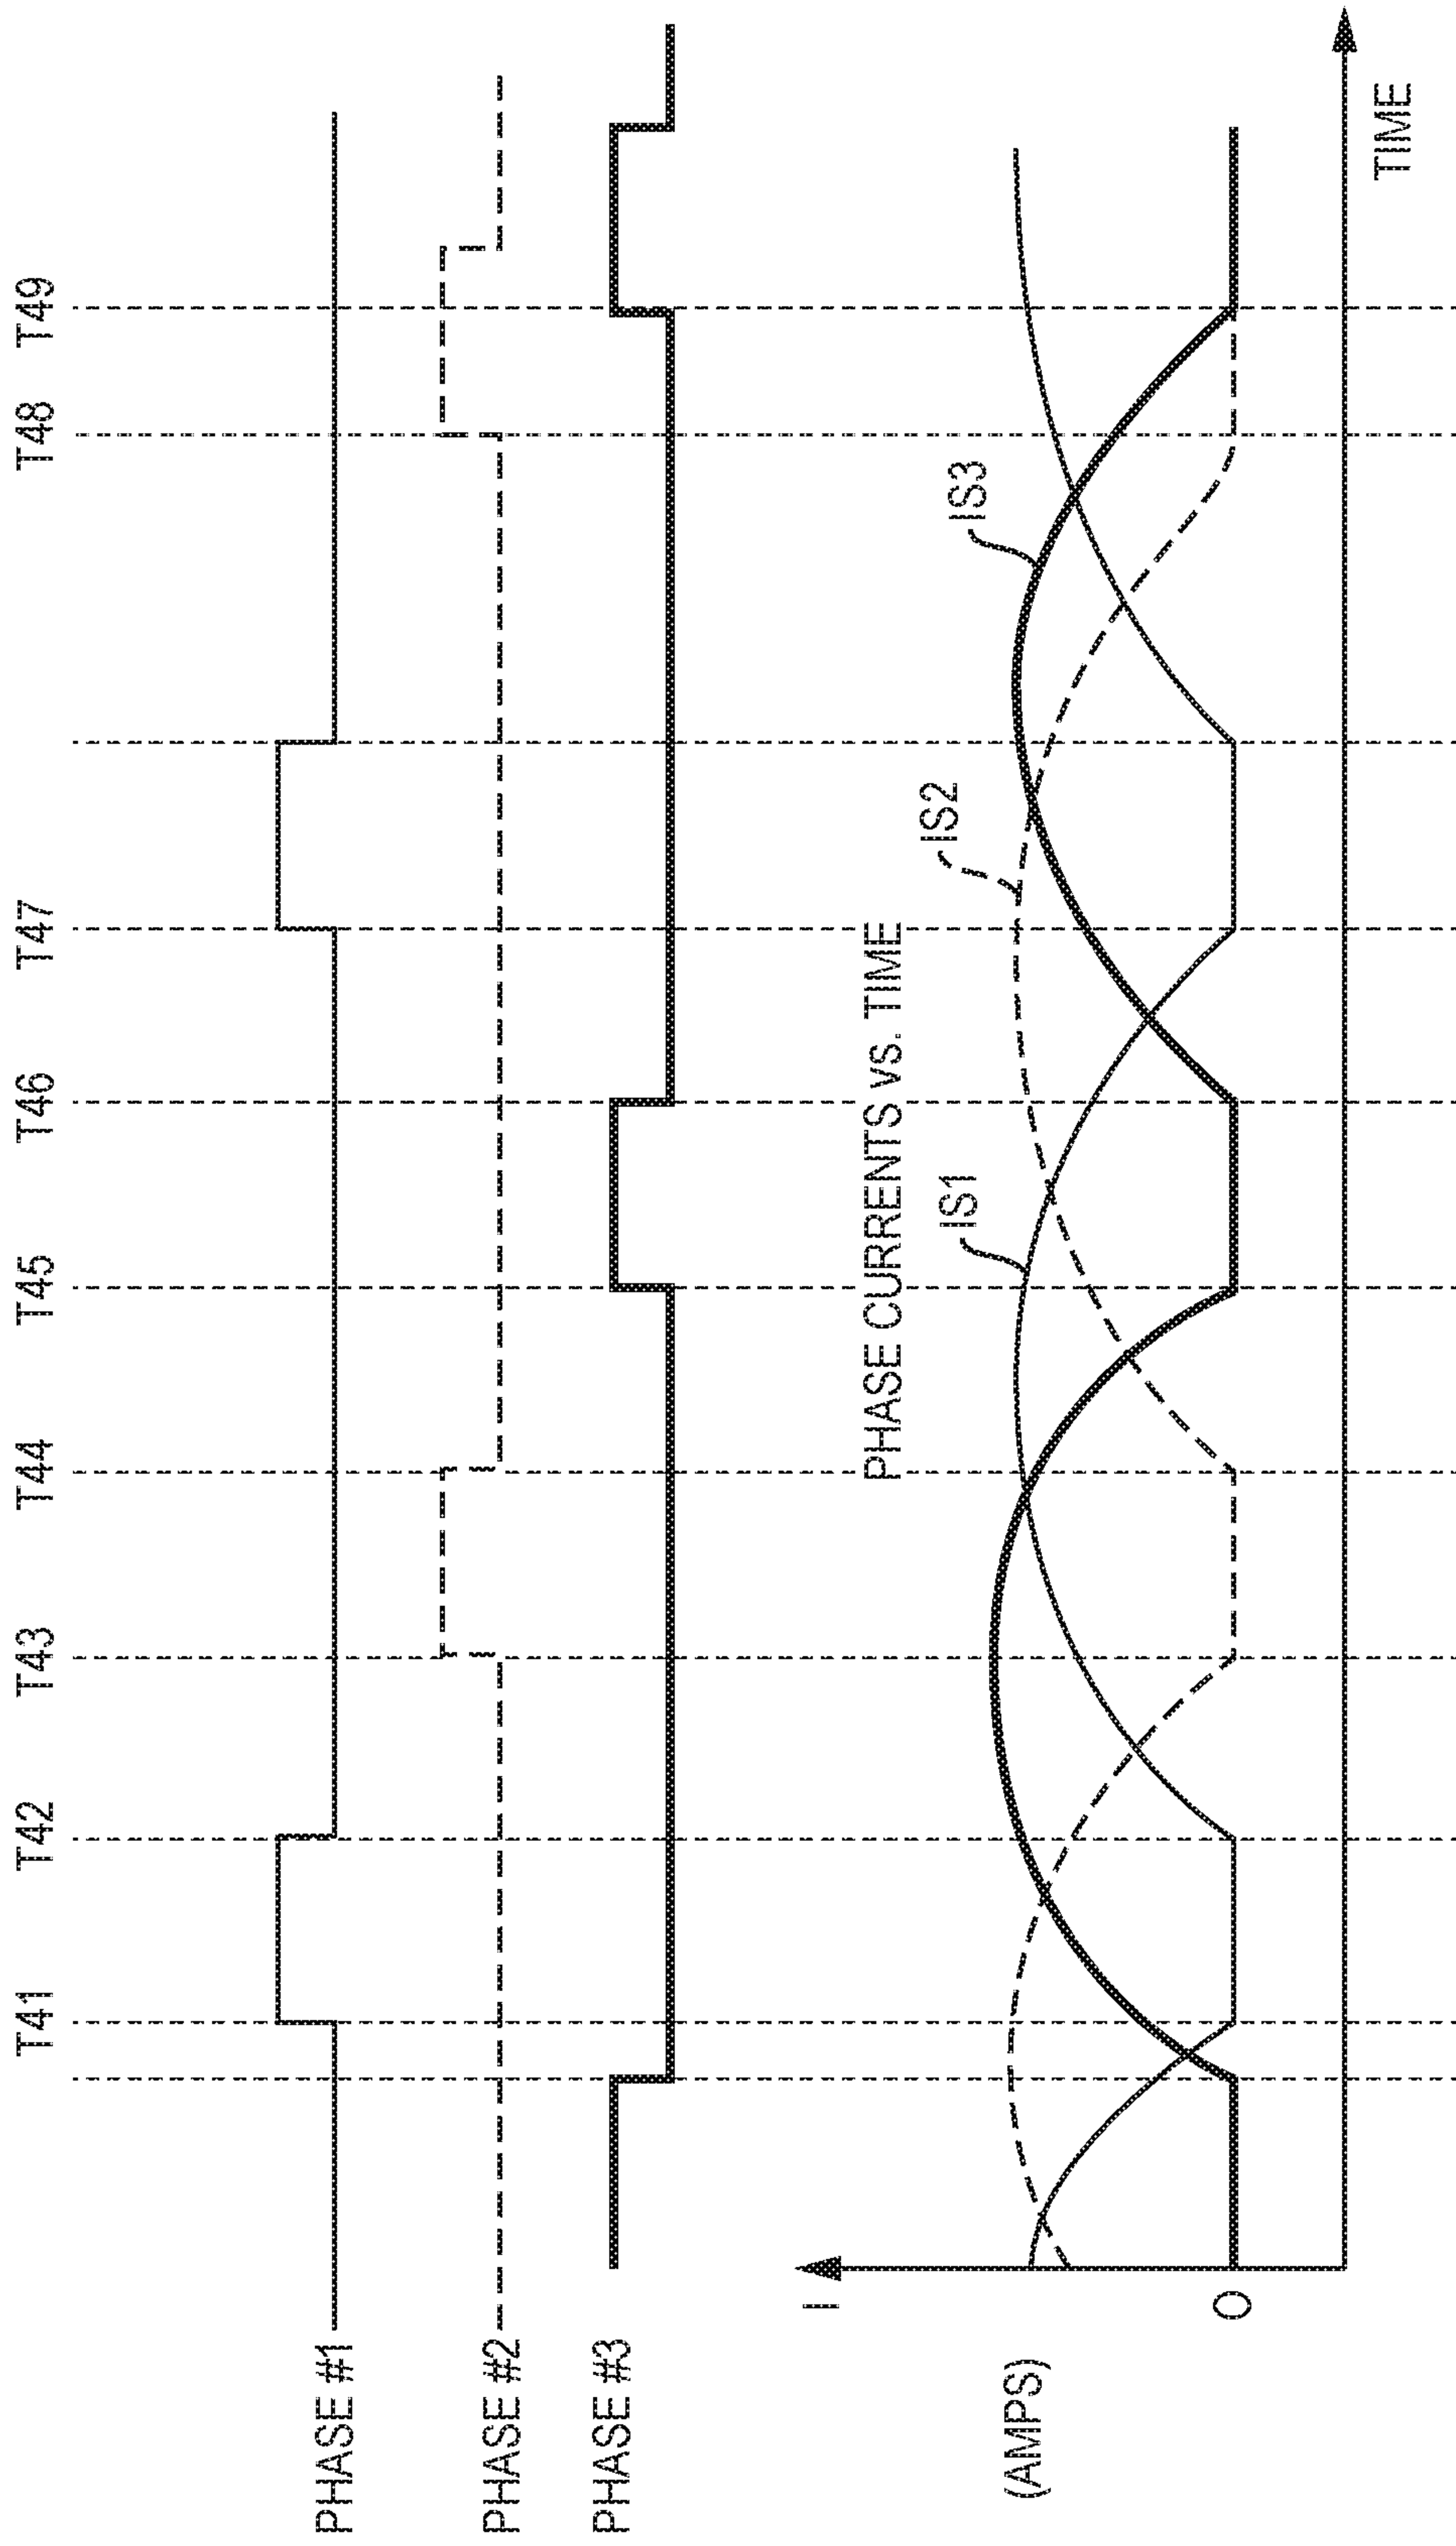 T41 T42 T43 T44 T45 T46 T47 T48 T49
PHASE #1
PHASE #2
PHASE #3
PHASE CURRENTS vs. TIME
I
(AMPS)
IS1
IS2
IS3
0
TIME